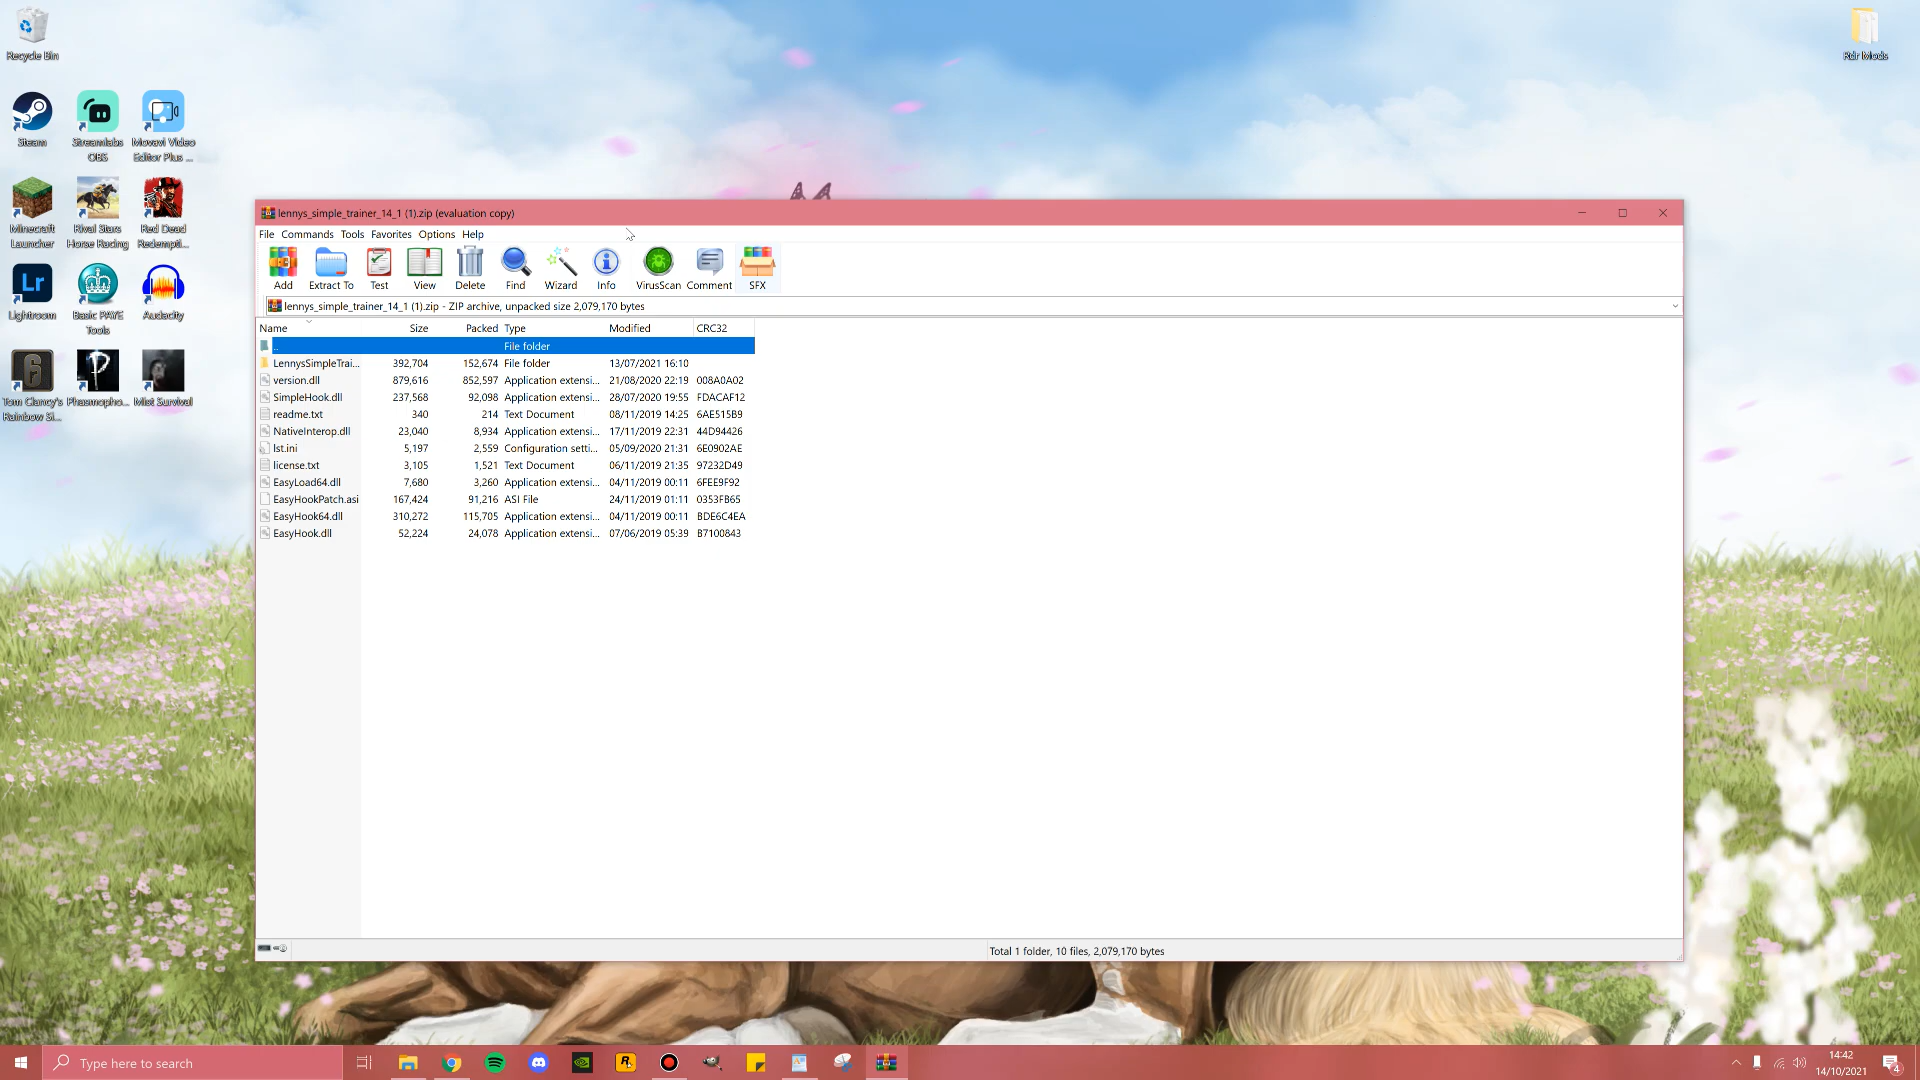 Recycle Bin
Rdr Mods
Steam
Streamlabs
OBS
Movavi Video
Editor Plus ...
Minecraft
Launcher
Rival Stars
Horse Racing
Red Dead
Redempti...
Lr
Lightroom
Basic PAYE
Tools
Audacity
Tom Clancy's
Rainbow Si...
Phasmopho...
Mist Survival
lennys_simple_trainer_14_1 (1).zip (evaluation copy)
File Commands Tools Favorites Options Help
Add Extract To Test View Delete Find Wizard Info VirusScan Comment SFX
lennys_simple_trainer_14_1 (1).zip - ZIP archive, unpacked size 2,079,170 bytes
Name Size Packed Type Modified CRC32
.. File folder
LennysSimpleTrai... 392,704 152,674 File folder 13/07/2021 16:10
version.dll 879,616 852,597 Application extensi... 21/08/2020 22:19 008A0A02
SimpleHook.dll 237,568 92,098 Application extensi... 28/07/2020 19:55 FDACAF12
readme.txt 340 214 Text Document 08/11/2019 14:25 6AE515B9
NativeInterop.dll 23,040 8,934 Application extensi... 17/11/2019 22:31 44D94426
lst.ini 5,197 2,559 Configuration setti... 05/09/2020 21:31 6E0902AE
license.txt 3,105 1,521 Text Document 06/11/2019 21:35 97232D49
EasyLoad64.dll 7,680 3,260 Application extensi... 04/11/2019 00:11 6FEE9F92
EasyHookPatch.asi 167,424 91,216 ASI File 24/11/2019 01:11 0353FB65
EasyHook64.dll 310,272 115,705 Application extensi... 04/11/2019 00:11 BDE6C4EA
EasyHook.dll 52,224 24,078 Application extensi... 07/06/2019 05:39 B7100843
Total 1 folder, 10 files, 2,079,170 bytes
Type here to search
14:42
14/10/2021
4